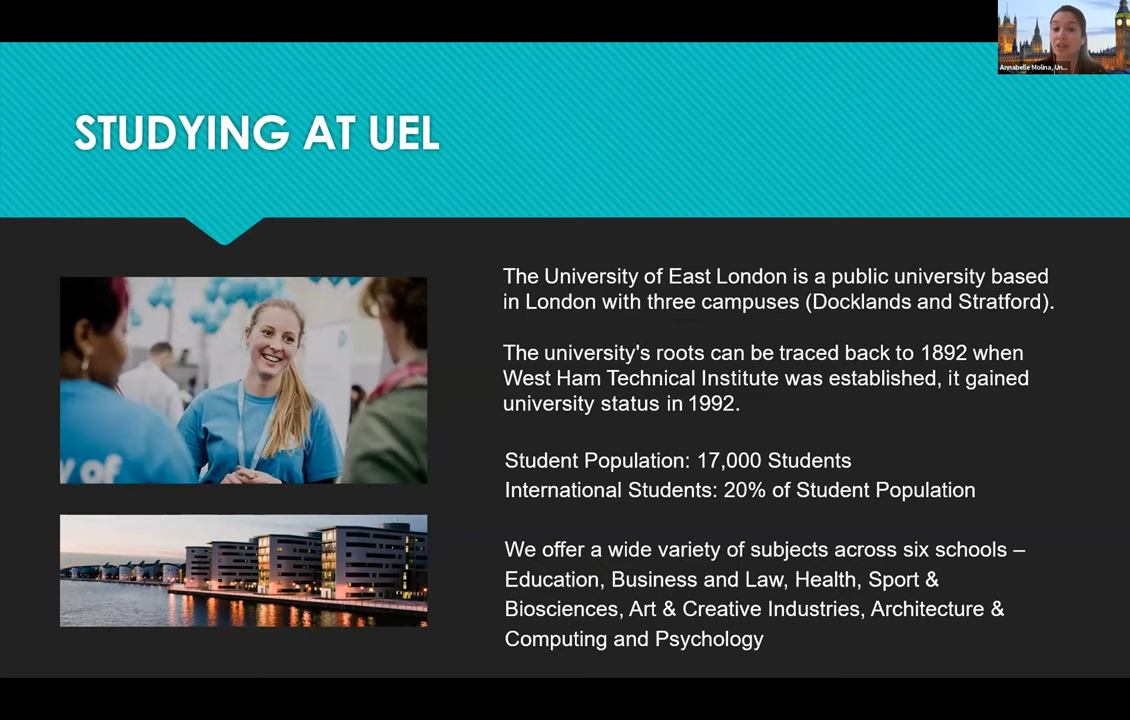 Annabelle Molina, Un...
STUDYING AT UEL
The University of East London is a public university based
in London with three campuses (Docklands and Stratford).
The university's roots can be traced back to 1892 when
West Ham Technical Institute was established, it gained
university status in 1992.
Student Population: 17,000 Students
International Students: 20% of Student Population
We offer a wide variety of subjects across six schools –
Education, Business and Law, Health, Sport &
Biosciences, Art & Creative Industries, Architecture &
Computing and Psychology
y of